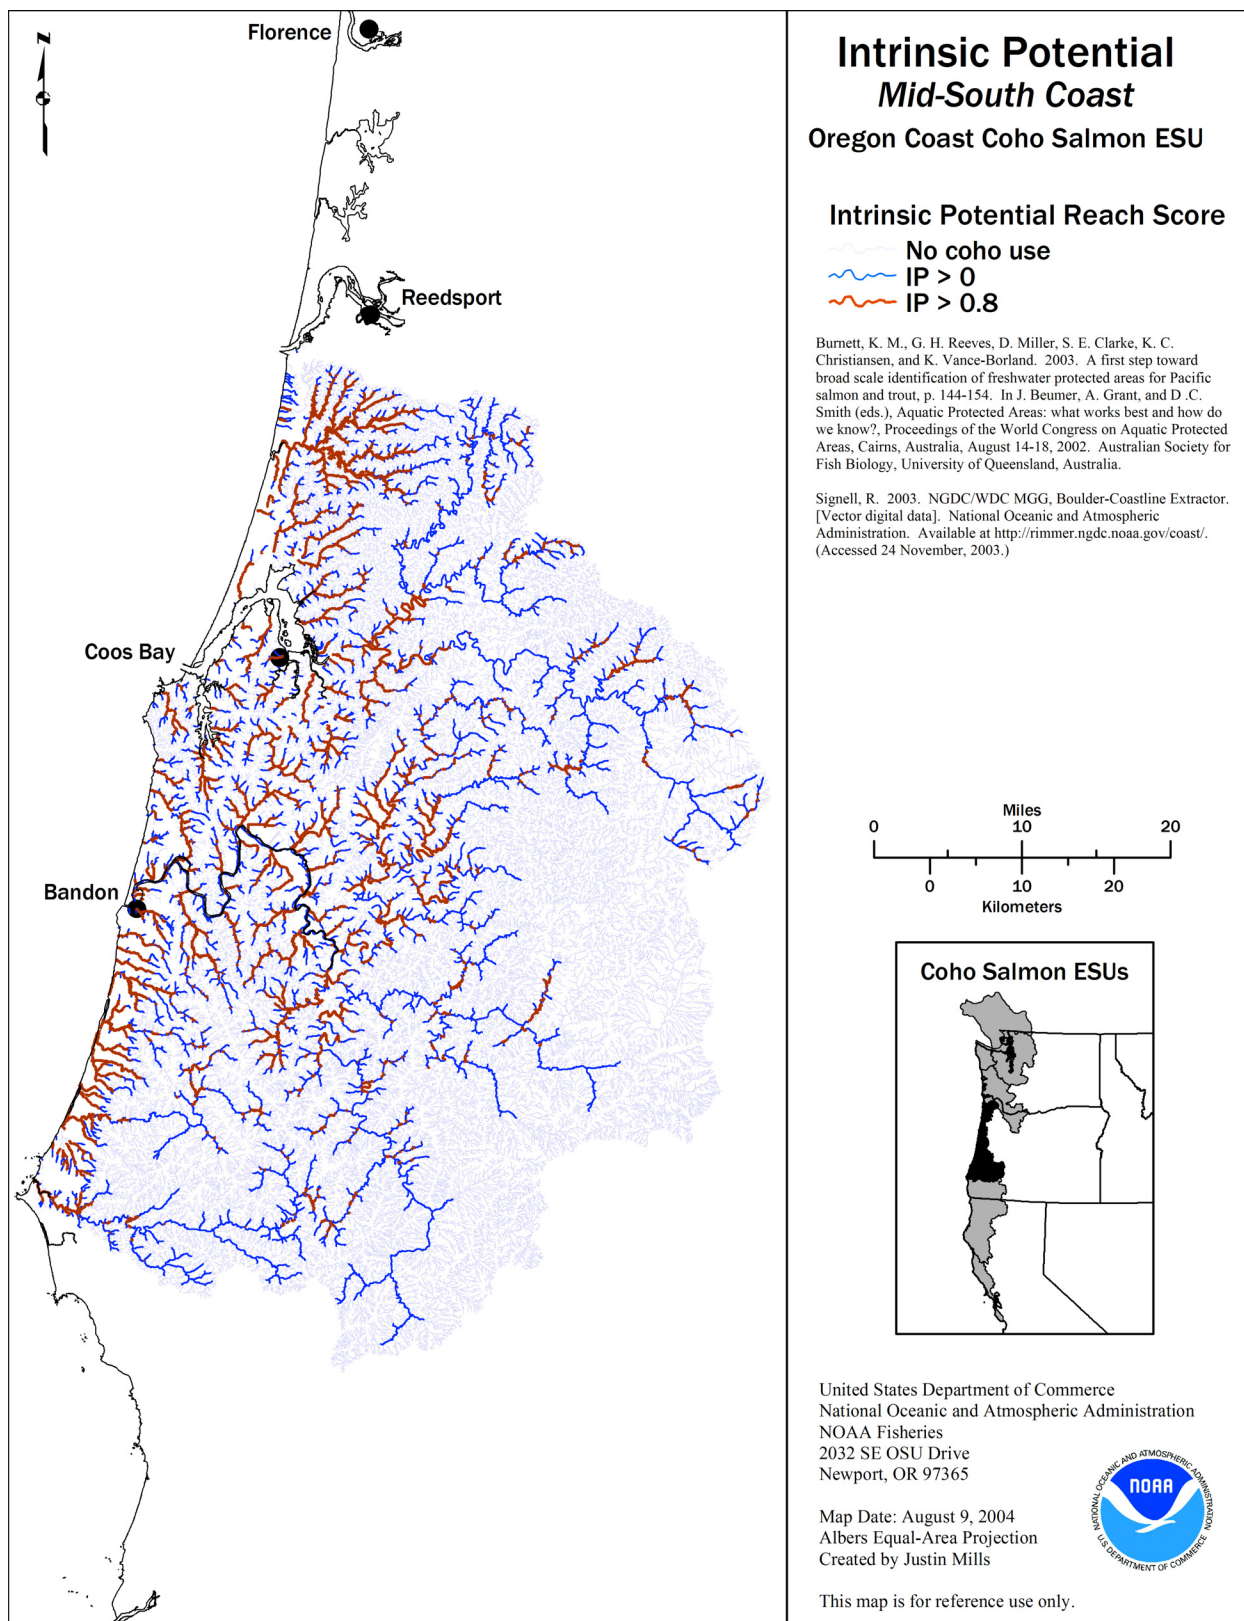 Florence
N
Reedsport
Coos Bay
Bandon
Intrinsic Potential
Mid-South Coast
Oregon Coast Coho Salmon ESU
Intrinsic Potential Reach Score
No coho use
IP > 0
IP > 0.8
Burnett, K. M., G. H. Reeves, D. Miller, S. E. Clarke, K. C.
Christiansen, and K. Vance-Borland. 2003. A first step toward
broad scale identification of freshwater protected areas for Pacific
salmon and trout, p. 144-154. In J. Beumer, A. Grant, and D .C.
Smith (eds.), Aquatic Protected Areas: what works best and how do
we know?, Proceedings of the World Congress on Aquatic Protected
Areas, Cairns, Australia, August 14-18, 2002. Australian Society for
Fish Biology, University of Queensland, Australia.
Signell, R. 2003. NGDC/WDC MGG, Boulder-Coastline Extractor.
[Vector digital data]. National Oceanic and Atmospheric
Administration. Available at http://rimmer.ngdc.noaa.gov/coast/.
(Accessed 24 November, 2003.)
Miles
0 10 20
0 10 20
Kilometers
Coho Salmon ESUs
United States Department of Commerce
National Oceanic and Atmospheric Administration
NOAA Fisheries
2032 SE OSU Drive
Newport, OR 97365
Map Date: August 9, 2004
Albers Equal-Area Projection
Created by Justin Mills
This map is for reference use only.
NATIONAL OCEANIC AND ATMOSPHERIC ADMINISTRATION
NOAA
U.S. DEPARTMENT OF COMMERCE